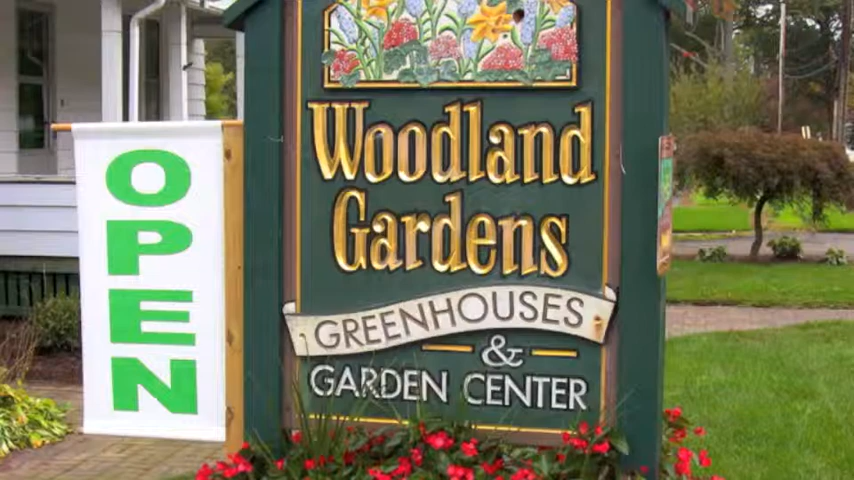 OPEN
Woodland
Gardens
GREENHOUSES
&
GARDEN CENTER